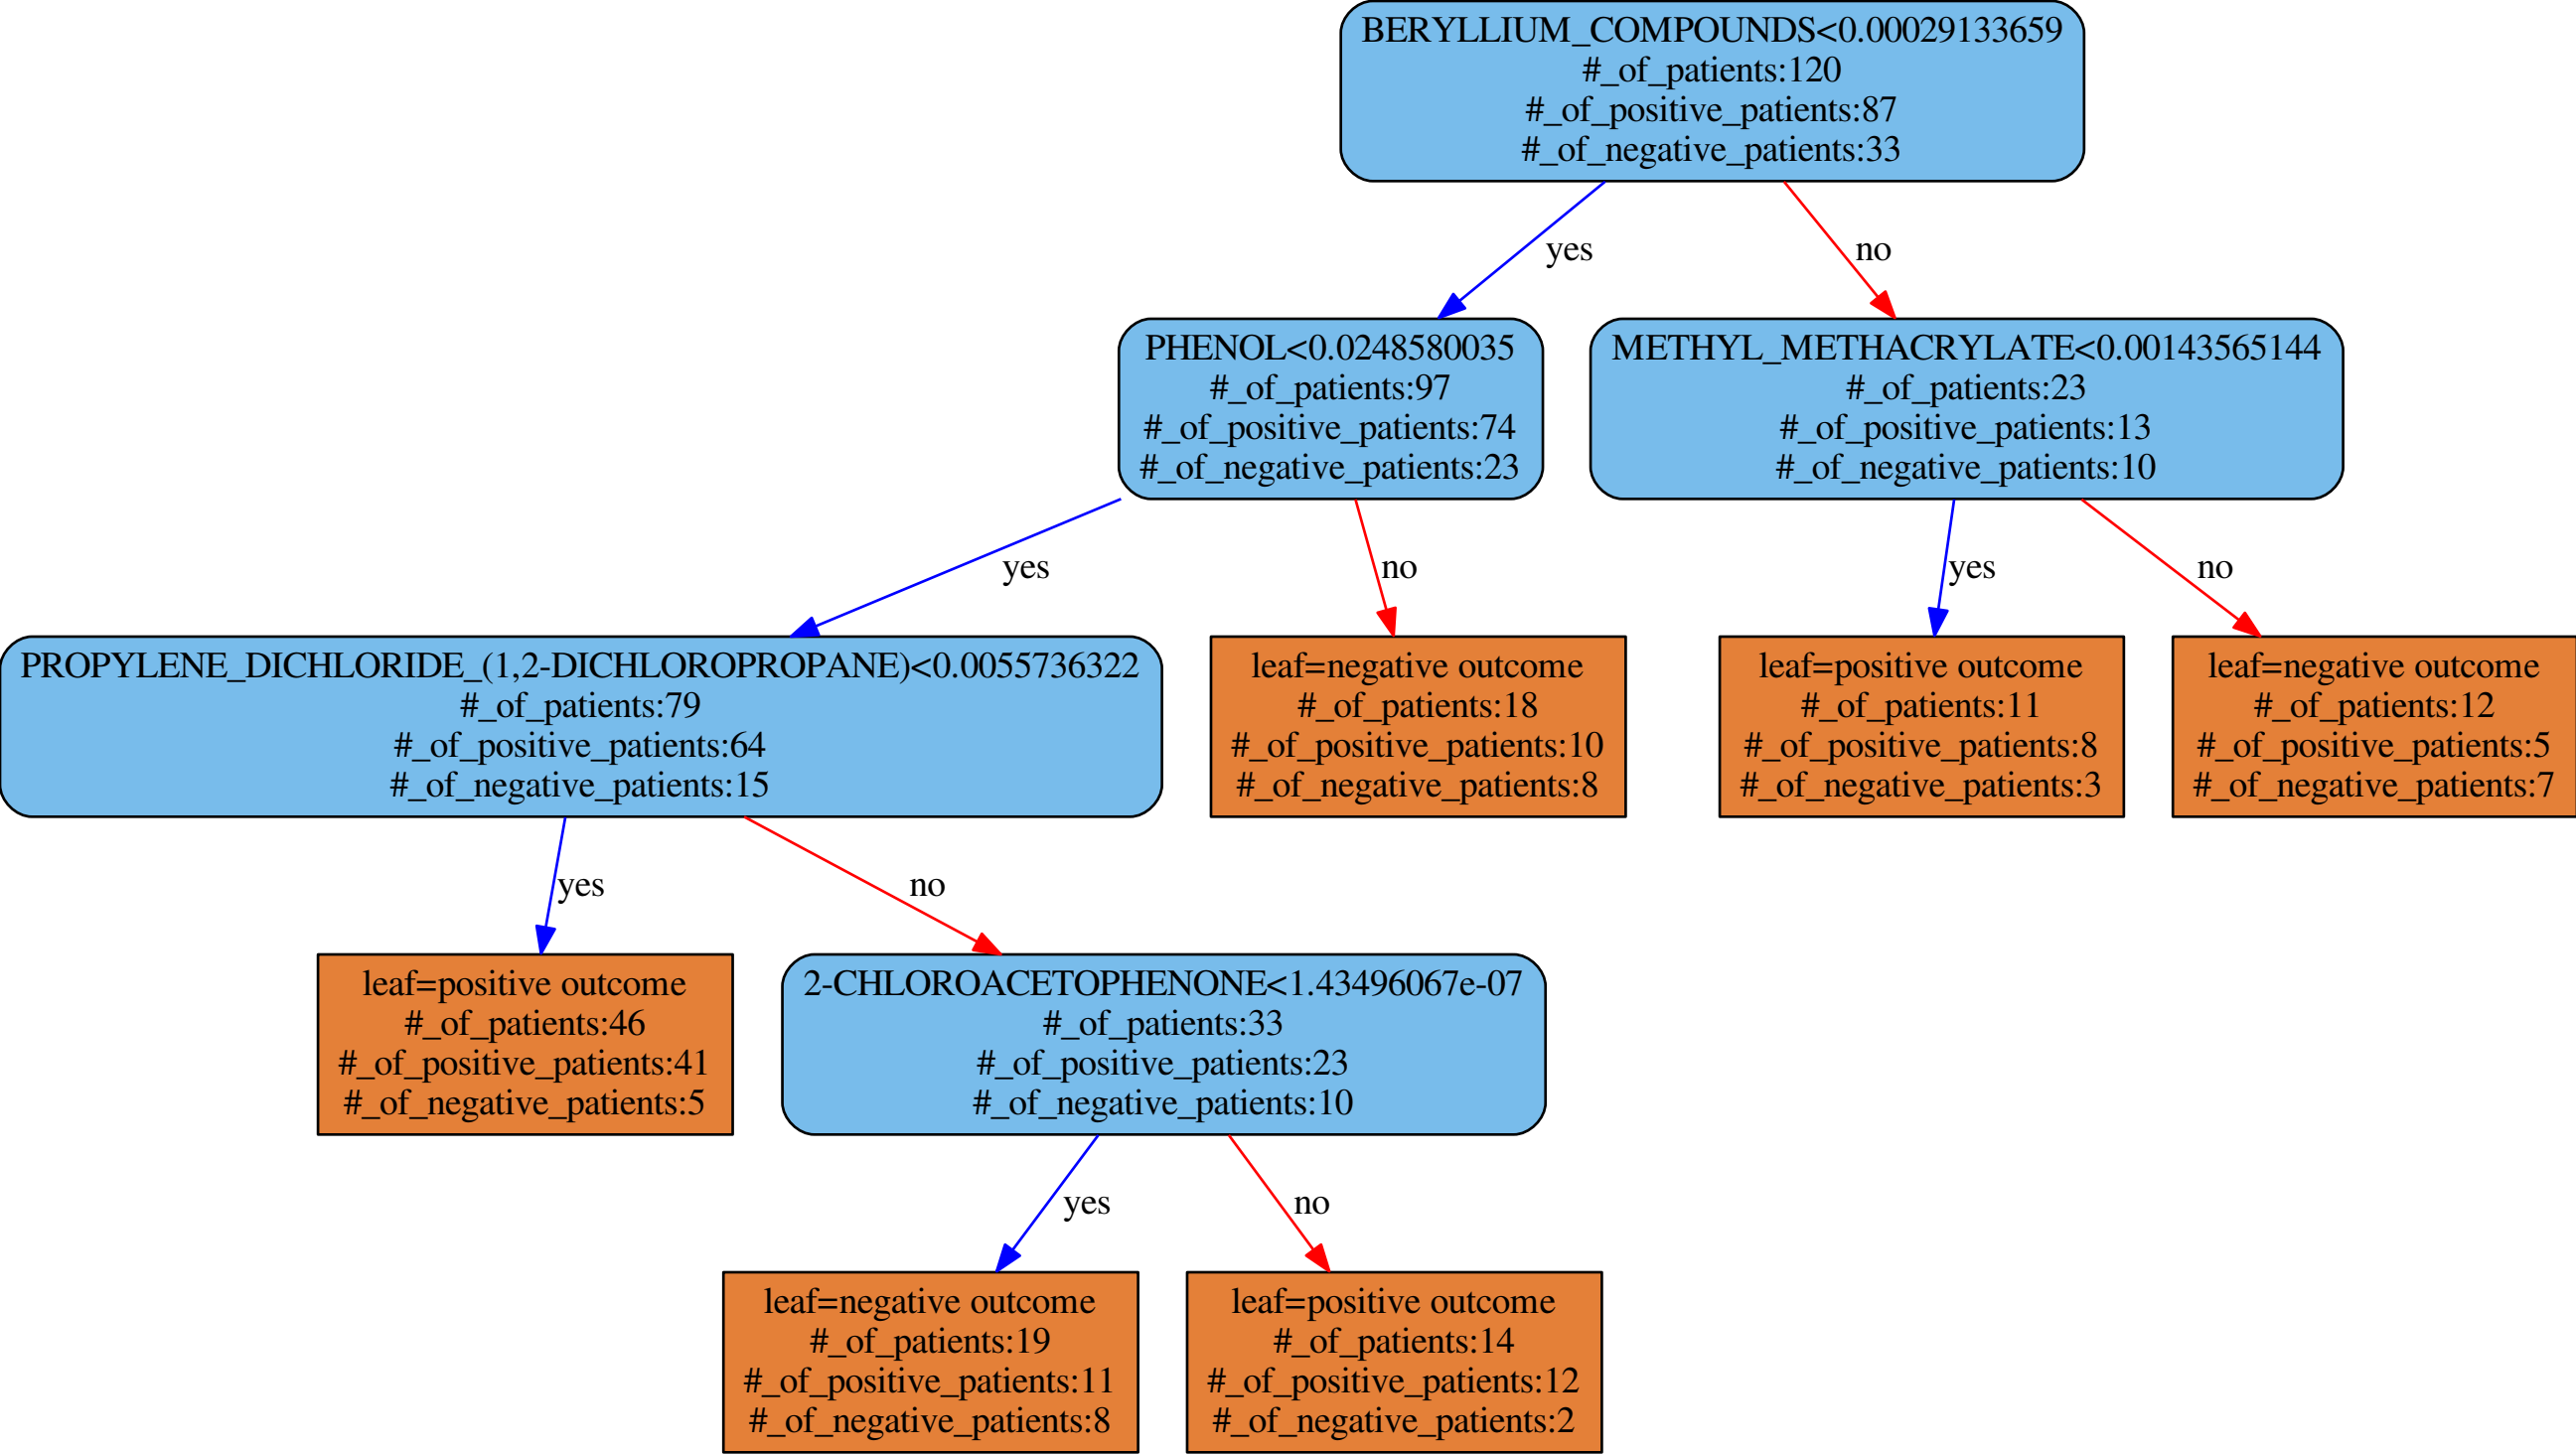 BERYLLIUM_COMPOUNDS<0.00029133659
#_of_patients:120
#_of_positive_patients:87
#_of_negative_patients:33
yes
no
PHENOL<0.0248580035
#_of_patients:97
#_of_positive_patients:74
#_of_negative_patients:23
METHYL_METHACRYLATE<0.00143565144
#_of_patients:23
#_of_positive_patients:13
#_of_negative_patients:10
yes
no
yes
no
PROPYLENE_DICHLORIDE_(1,2-DICHLOROPROPANE)<0.0055736322
#_of_patients:79
#_of_positive_patients:64
#_of_negative_patients:15
leaf=negative outcome
#_of_patients:18
#_of_positive_patients:10
#_of_negative_patients:8
leaf=positive outcome
#_of_patients:11
#_of_positive_patients:8
#_of_negative_patients:3
leaf=negative outcome
#_of_patients:12
#_of_positive_patients:5
#_of_negative_patients:7
yes
no
leaf=positive outcome
#_of_patients:46
#_of_positive_patients:41
#_of_negative_patients:5
2-CHLOROACETOPHENONE<1.43496067e-07
#_of_patients:33
#_of_positive_patients:23
#_of_negative_patients:10
yes
no
leaf=negative outcome
#_of_patients:19
#_of_positive_patients:11
#_of_negative_patients:8
leaf=positive outcome
#_of_patients:14
#_of_positive_patients:12
#_of_negative_patients:2